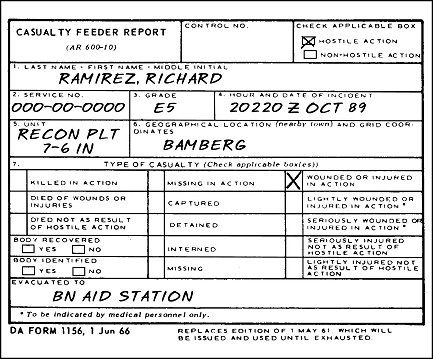 CASUALTY FEEDER REPORT
(AR 600-10)
CONTROL NO.
CHECK APPLICABLE BOX
HOSTILE ACTION
NON-HOSTILE ACTION
1. LAST NAME - FIRST NAME - MIDDLE INITIAL
RAMIREZ, RICHARD
2. SERVICE NO.
000-00-0000
3. GRADE
E5
4. HOUR AND DATE OF INCIDENT
20220 Z OCT 89
5. UNIT
RECON PLT
7-6 IN
6. GEOGRAPHICAL LOCATION (nearby town) AND GRID COOR-
DINATES
BAMBERG
7. TYPE OF CASUALTY (Check applicable box(es))
KILLED IN ACTION
MISSING IN ACTION
WOUNDED OR INJURED
IN ACTION
DIED OF WOUNDS OR
INJURIES
CAPTURED
LIGHTLY WOUNDED OR
INJURED IN ACTION *
DIED NOT AS RESULT
OF HOSTILE ACTION
DETAINED
SERIOUSLY WOUNDED OR
INJURED IN ACTION *
BODY RECOVERED
YES NO
INTERNED
SERIOUSLY INJURED
NOT AS RESULT OF
HOSTILE ACTION
BODY IDENTIFIED
YES NO
MISSING
LIGHTLY INJURED NOT
AS RESULT OF HOSTILE
ACTION
EVACUATED TO
BN AID STATION
* To be indicated by medical personnel only.
DA FORM 1156, 1 Jun 66
REPLACES EDITION OF 1 MAY 61. WHICH WILL
BE ISSUED AND USED UNTIL EXHAUSTED.